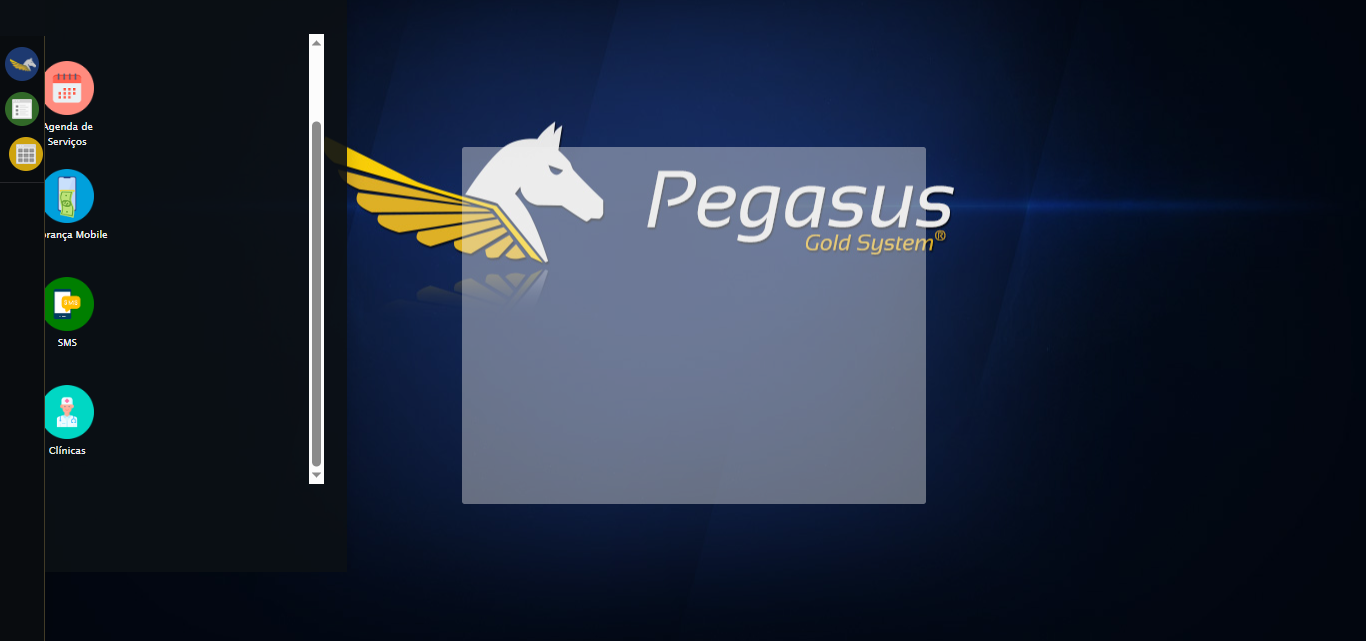 Agenda de
Serviços
rança Mobile
SMS
Clínicas
Pegasus
Gold System®